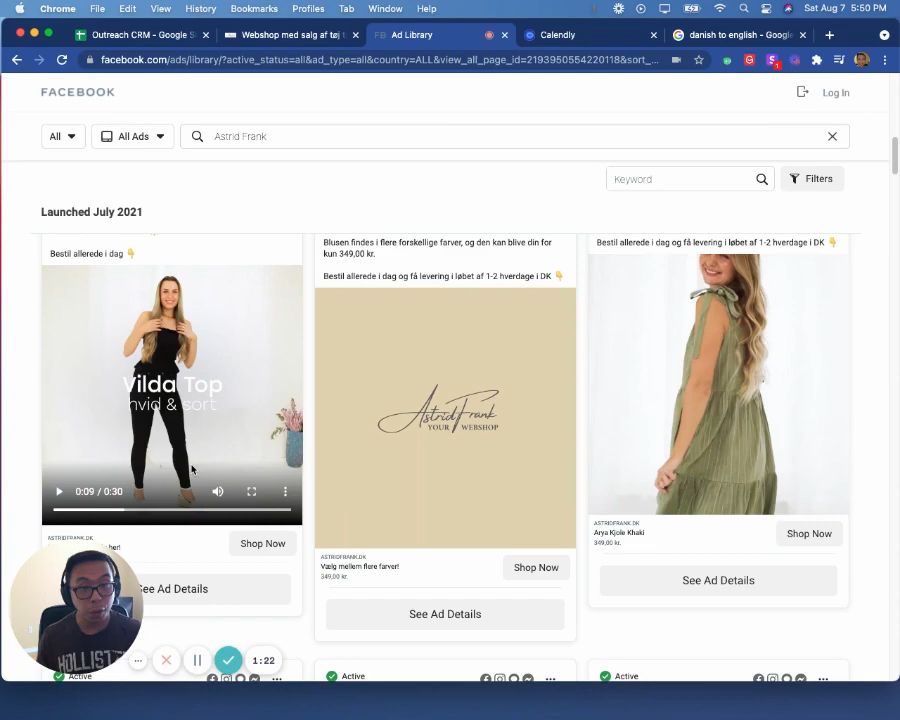 Chrome File Edit View History Bookmarks Profiles Tab Window Help Sat Aug 7 5:50 PM
Outreach CRM - Google S
Webshop med salg af tøj t
Ad Library
Calendly
danish to english - Google
facebook.com/ads/library/?active_status=all&ad_type=all&country=ALL&view_all_page_id=2193950554220118&sort_...
FACEBOOK
Log In
All
All Ads
Astrid Frank
Keyword
Filters
Launched July 2021
Bestil allerede i dag 👇
Vilda Top
hvid & sort
0:09 / 0:30
her!
Shop Now
See Ad Details
Blusen findes i flere forskellige farver, og den kan blive din for
kun 349,00 kr.
Bestil allerede i dag og få levering i løbet af 1-2 hverdage i DK 👇
AstridFrank
YOUR WEBSHOP
ASTRIDFRANK.DK
Vælg mellem flere farver!
349,00 kr.
Shop Now
See Ad Details
Bestil allerede i dag og få levering i løbet af 1-2 hverdage i DK 👇
ASTRIDFRANK.DK
Arya Kjole Khaki
349,00 kr.
Shop Now
See Ad Details
HOLLISTE
1:22
Active
Active
Active